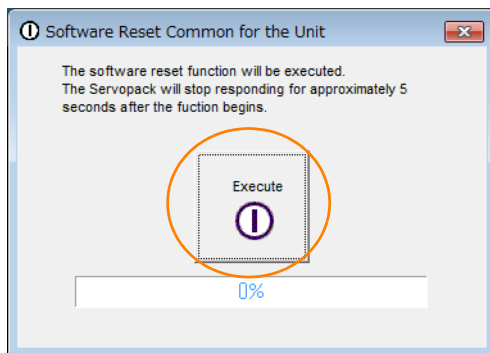 Software Reset Common for the Unit
The software reset function will be executed.
The Servopack will stop responding for approximately 5
seconds after the fuction begins.
Execute
0%